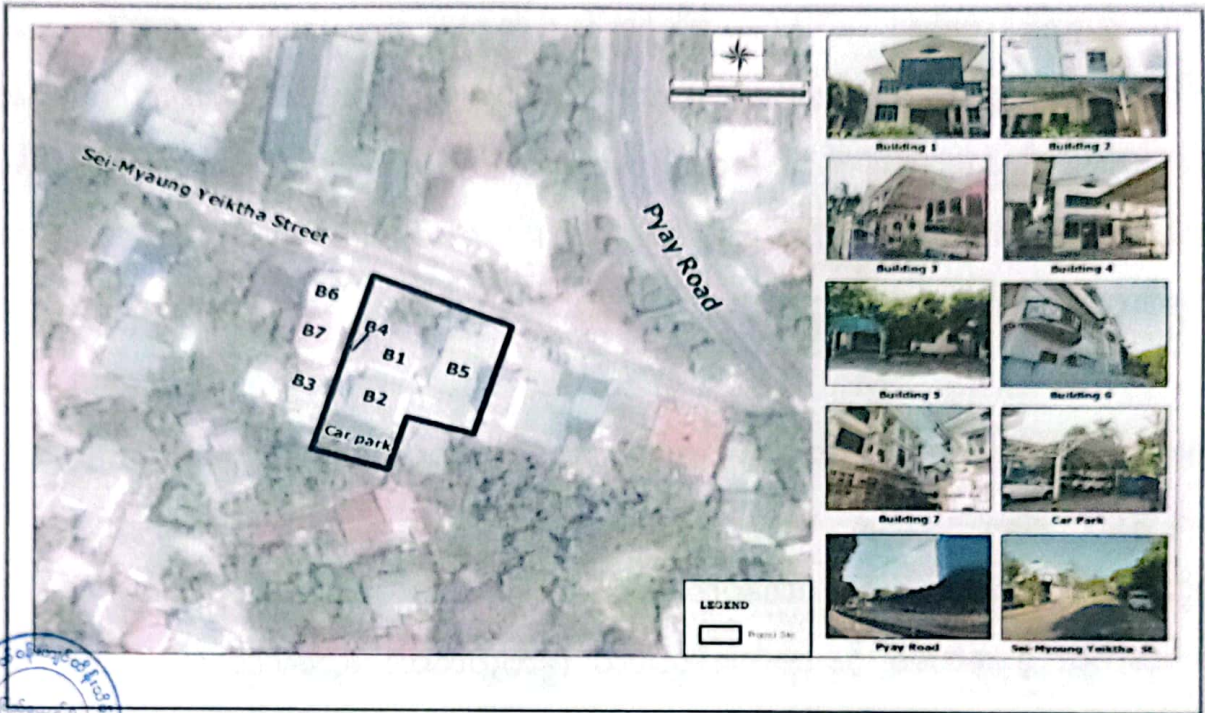 Sei-Myaung Yeiktha Street
Pyay Road
B6
B7
B4
B1
B5
B3
B2
Car park
LEGEND
Building 1
Building 2
Building 3
Building 4
Building 5
Building 6
Building 7
Car Park
Pyay Road
Sei-Myoung Yeiktha St.